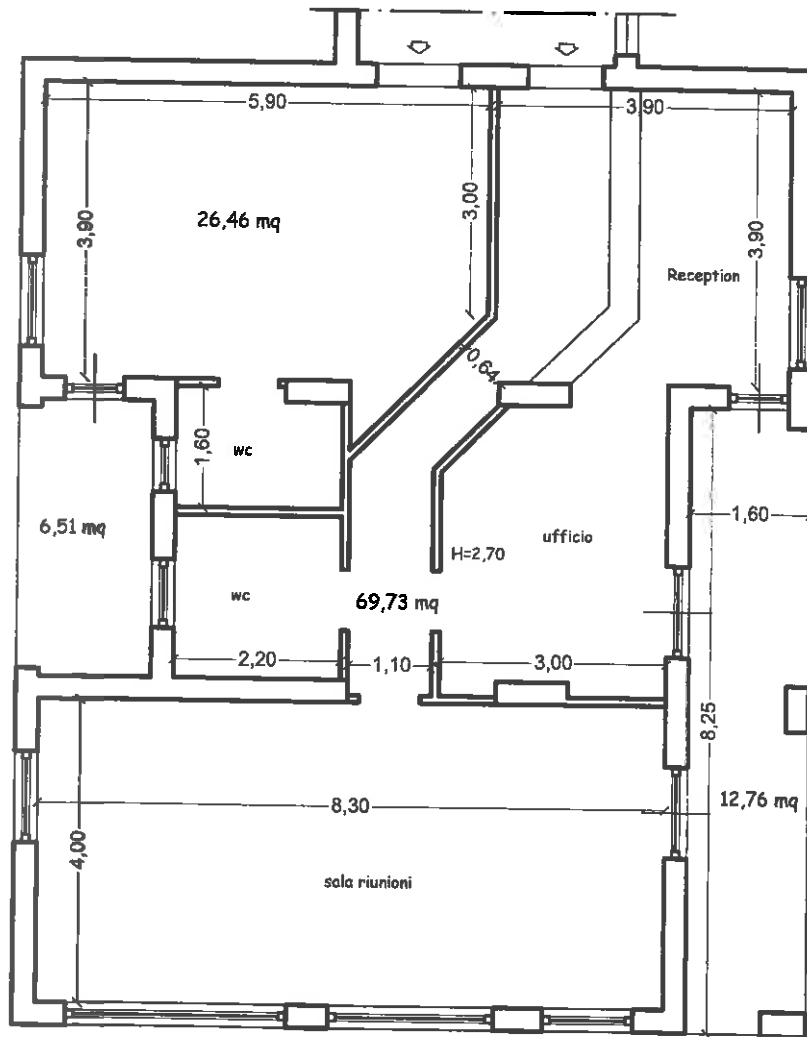 5,90
3,90
3,90
26,46 mq
3,00
3,90
Reception
0,64
1,60
wc
6,51 mq
1,60
ufficio
H=2,70
wc
69,73 mq
2,20
1,10
3,00
8,25
4,00
8,30
12,76 mq
sala riunioni